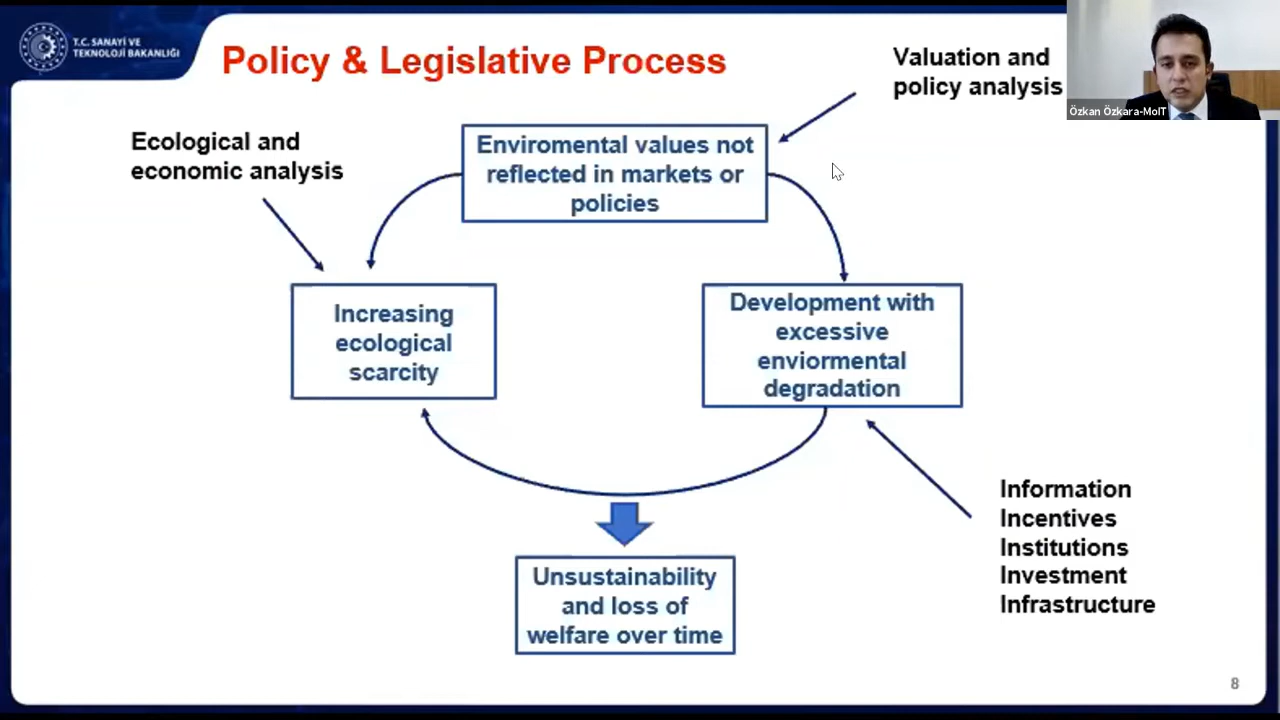 T.C. SANAYİ VE
TEKNOLOJİ BAKANLIĞI
Policy & Legislative Process
Valuation and
policy analysis
Özkan Özkara-MoIT
Ecological and
economic analysis
Enviromental values not
reflected in markets or
policies
Increasing
ecological
scarcity
Development with
excessive
enviormental
degradation
Information
Incentives
Institutions
Investment
Infrastructure
Unsustainability
and loss of
welfare over time
8